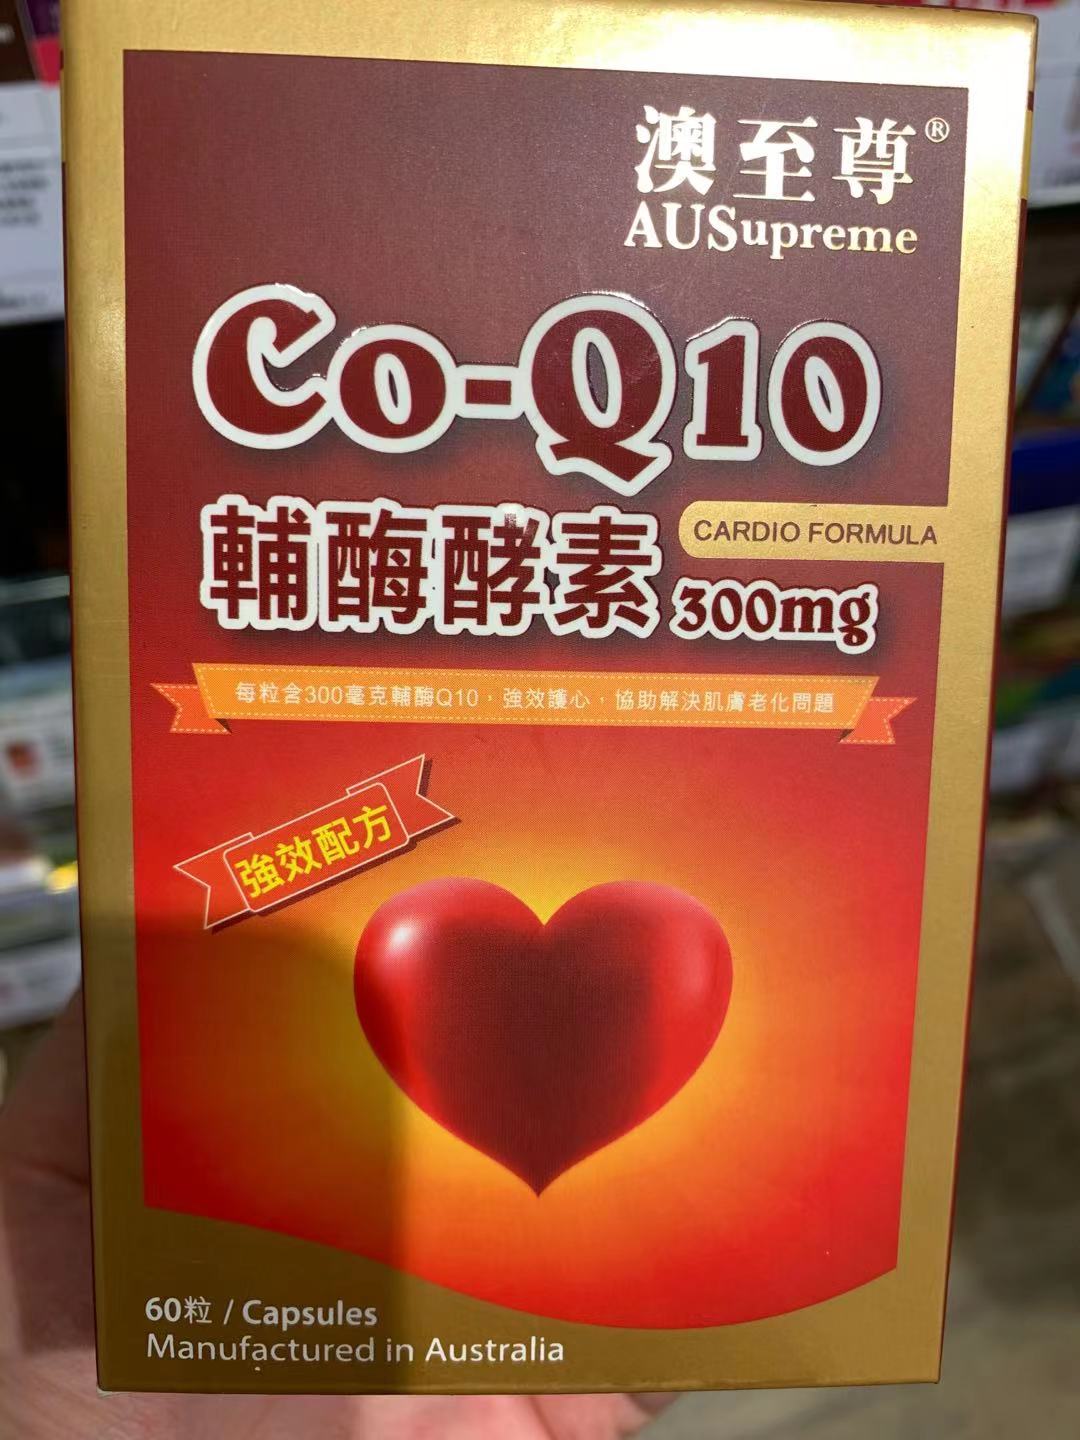 澳至尊®
AUSupreme
Co-Q10
輔酶酵素 300mg
CARDIO FORMULA
每粒含300毫克輔酶Q10，強效護心，協助解決肌膚老化問題
強效配方
60粒 / Capsules
Manufactured in Australia